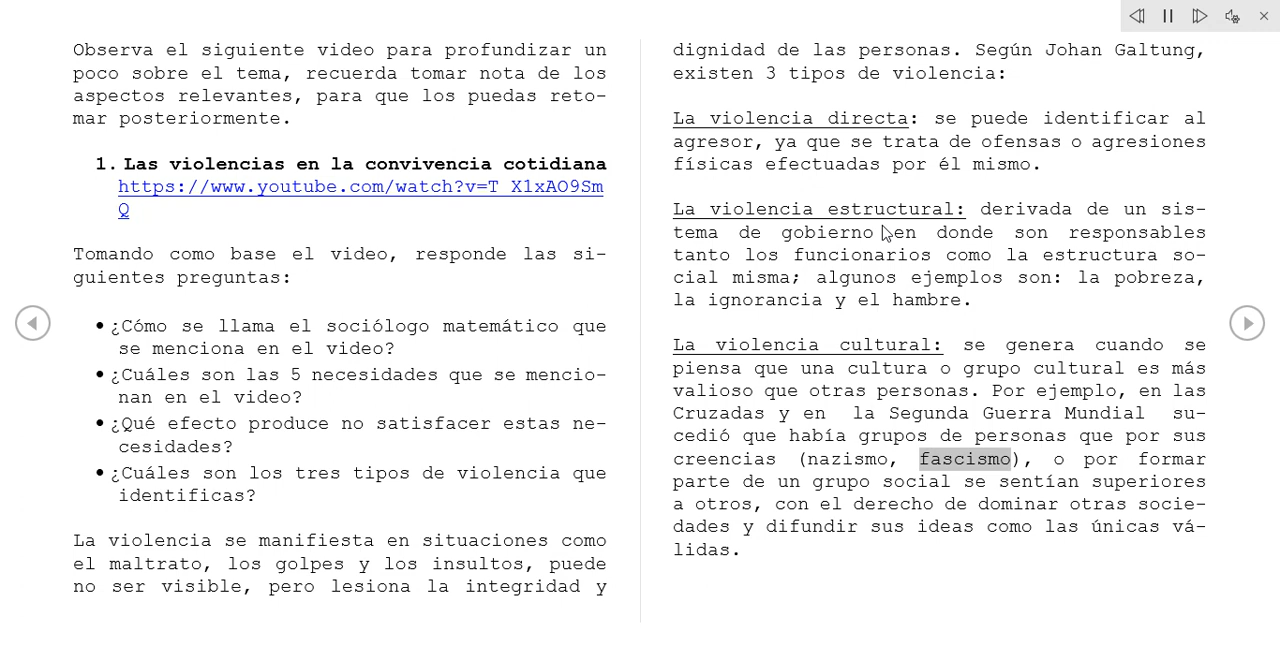 Observa el siguiente video para profundizar un
poco sobre el tema, recuerda tomar nota de los
aspectos relevantes, para que los puedas reto-
mar posteriormente.
1. Las violencias en la convivencia cotidiana
https://www.youtube.com/watch?v=T_X1xAO9Sm
Q
Tomando como base el video, responde las si-
guientes preguntas:
•¿Cómo se llama el sociólogo matemático que
se menciona en el video?
•¿Cuáles son las 5 necesidades que se mencio-
nan en el video?
•¿Qué efecto produce no satisfacer estas ne-
cesidades?
•¿Cuáles son los tres tipos de violencia que
identificas?
La violencia se manifiesta en situaciones como
el maltrato, los golpes y los insultos, puede
no ser visible, pero lesiona la integridad y
dignidad de las personas. Según Johan Galtung,
existen 3 tipos de violencia:
La violencia directa: se puede identificar al
agresor, ya que se trata de ofensas o agresiones
físicas efectuadas por él mismo.
La violencia estructural: derivada de un sis-
tema de gobierno en donde son responsables
tanto los funcionarios como la estructura so-
cial misma; algunos ejemplos son: la pobreza,
la ignorancia y el hambre.
La violencia cultural: se genera cuando se
piensa que una cultura o grupo cultural es más
valioso que otras personas. Por ejemplo, en las
Cruzadas y en la Segunda Guerra Mundial su-
cedió que había grupos de personas que por sus
creencias (nazismo, fascismo), o por formar
parte de un grupo social se sentían superiores
a otros, con el derecho de dominar otras socie-
dades y difundir sus ideas como las únicas vá-
lidas.